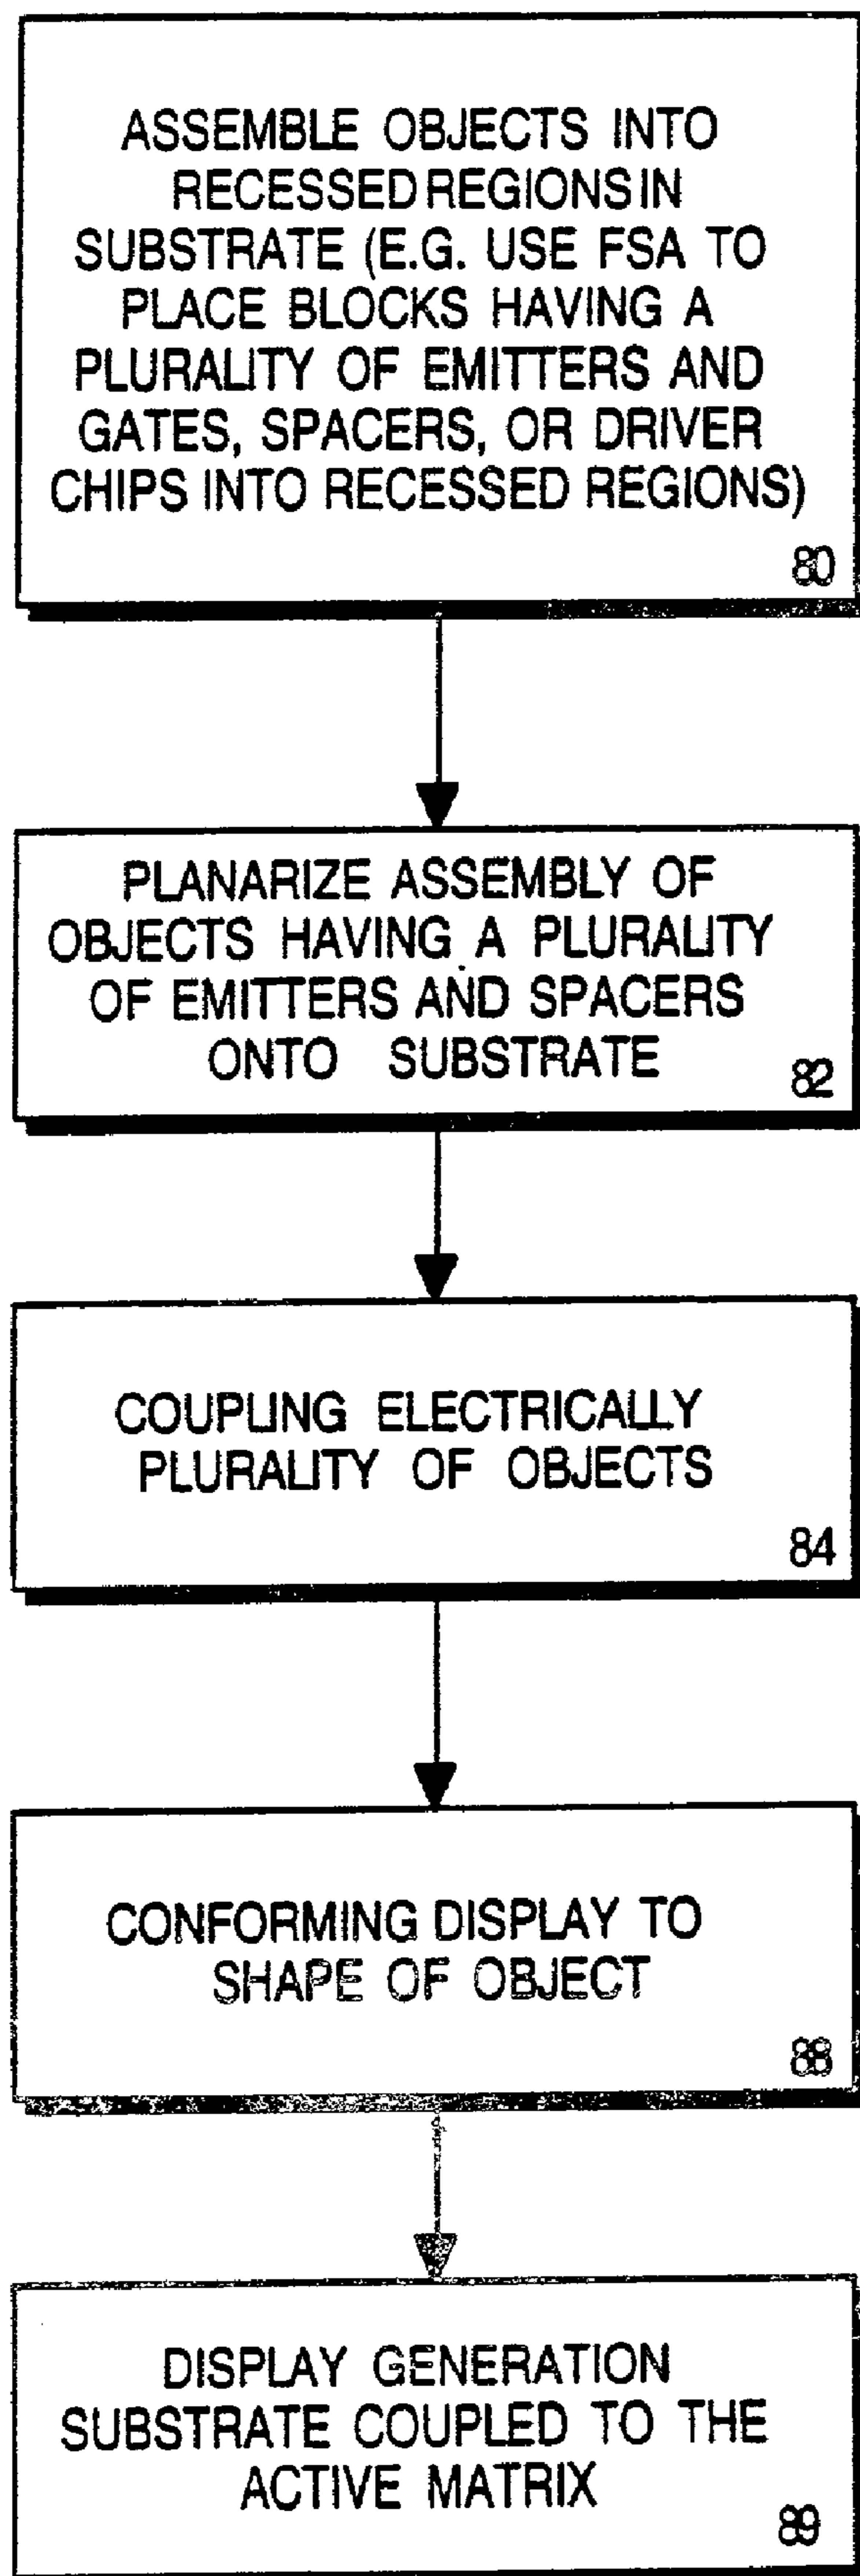 ASSEMBLE OBJECTS INTO
RECESSED REGIONS IN
SUBSTRATE (E.G. USE FSA TO
PLACE BLOCKS HAVING A
PLURALITY OF EMITTERS AND
GATES, SPACERS, OR DRIVER
CHIPS INTO RECESSED REGIONS)
80
PLANARIZE ASSEMBLY OF
OBJECTS HAVING A PLURALITY
OF EMITTERS AND SPACERS
ONTO SUBSTRATE
82
COUPLING ELECTRICALLY
PLURALITY OF OBJECTS
84
CONFORMING DISPLAY TO
SHAPE OF OBJECT
88
DISPLAY GENERATION
SUBSTRATE COUPLED TO THE
ACTIVE MATRIX
89